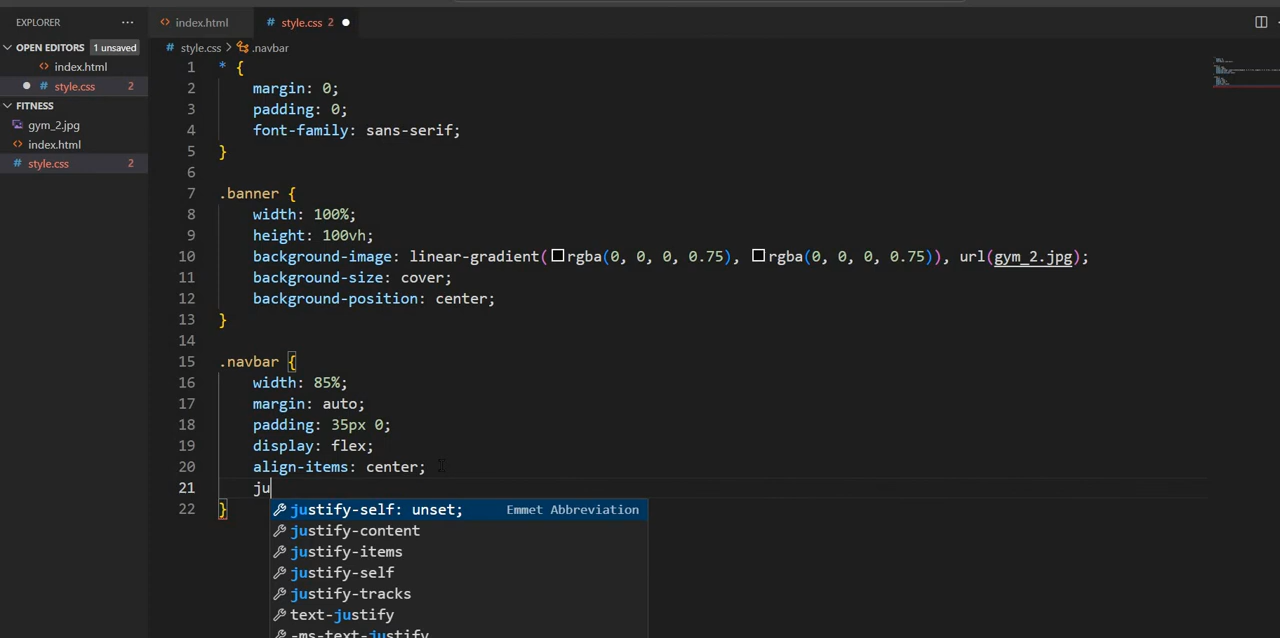 EXPLORER ···
index.html
# style.css 2
OPEN EDITORS 1 unsaved
index.html
# style.css 2
FITNESS
gym_2.jpg
index.html
# style.css 2
# style.css > .navbar
1 * {
2 margin: 0;
3 padding: 0;
4 font-family: sans-serif;
5 }
6
7 .banner {
8 width: 100%;
9 height: 100vh;
10 background-image: linear-gradient(rgba(0, 0, 0, 0.75), rgba(0, 0, 0, 0.75)), url(gym_2.jpg);
11 background-size: cover;
12 background-position: center;
13 }
14
15 .navbar {
16 width: 85%;
17 margin: auto;
18 padding: 35px 0;
19 display: flex;
20 align-items: center;
21 ju
22 }
justify-self: unset; Emmet Abbreviation
justify-content
justify-items
justify-self
justify-tracks
text-justify
-ms-text-justify